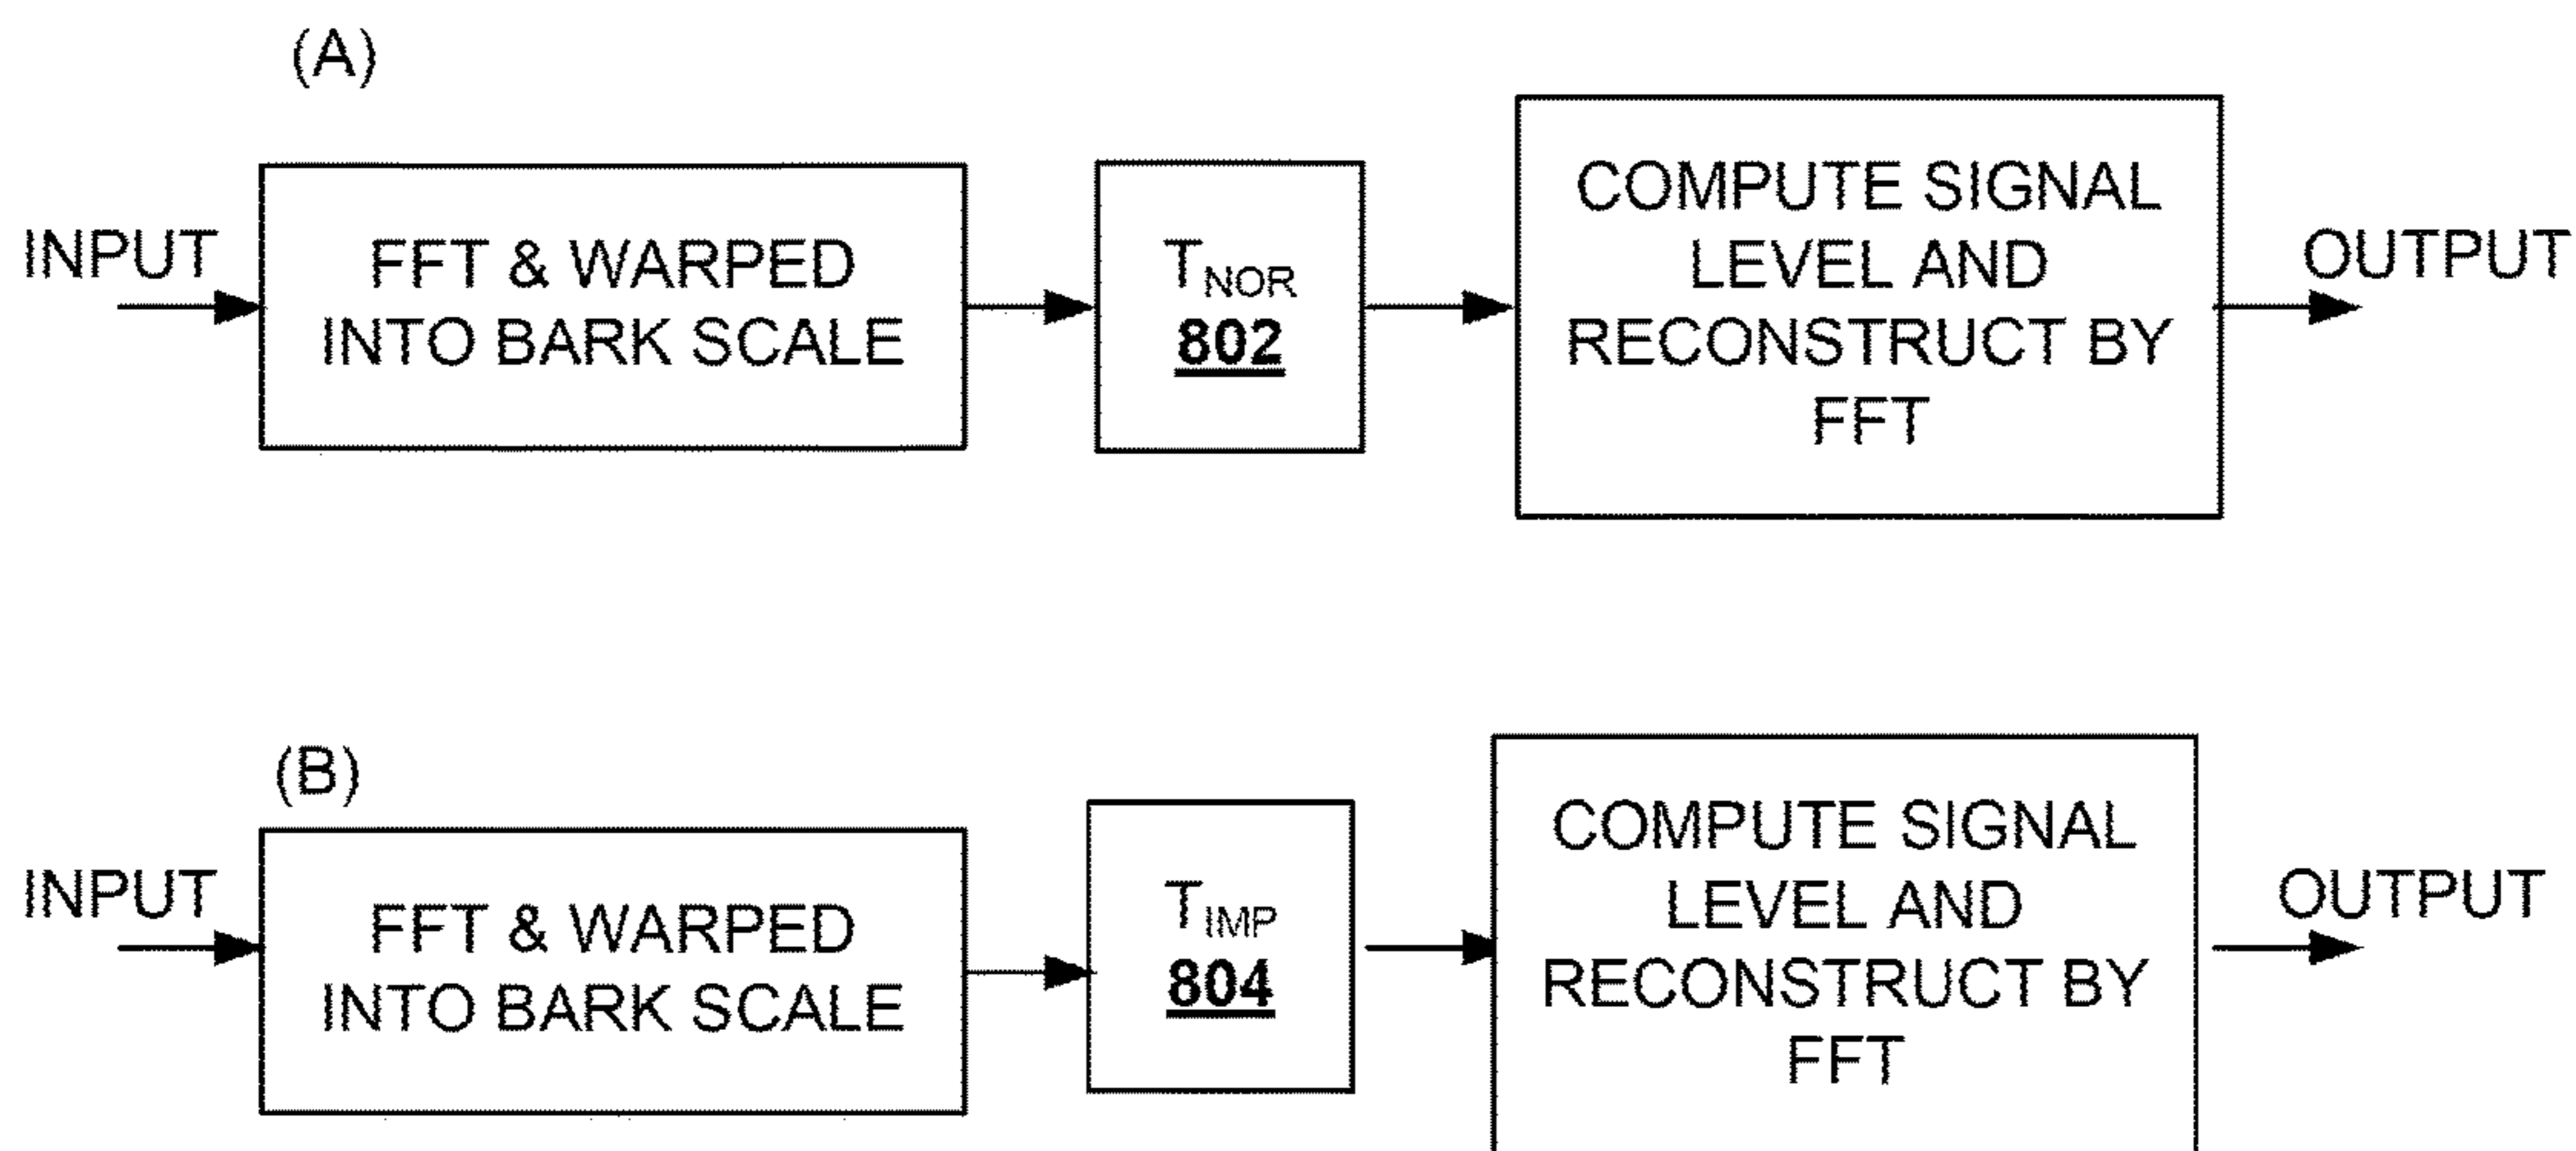 (A)
INPUT
FFT & WARPED
INTO BARK SCALE
TNOR
802
COMPUTE SIGNAL
LEVEL AND
RECONSTRUCT BY
FFT
OUTPUT
(B)
INPUT
FFT & WARPED
INTO BARK SCALE
TIMP
804
COMPUTE SIGNAL
LEVEL AND
RECONSTRUCT BY
FFT
OUTPUT